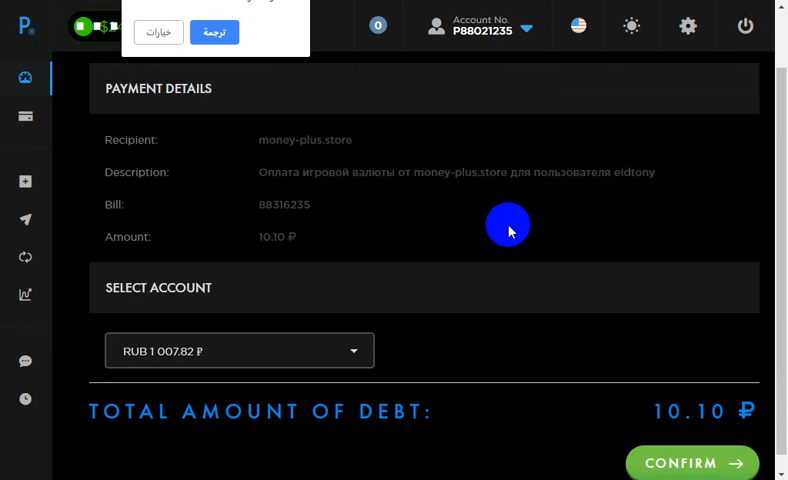 خيارات
ترجمة
P.
0
Account No.
P88021235
PAYMENT DETAILS
Recipient: money-plus.store
Description: Оплата игровой валюты от money-plus.store для пользователя eidtony
Bill: 88316235
Amount: 10.10 ₽
SELECT ACCOUNT
RUB 1 007.82 ₽
TOTAL AMOUNT OF DEBT: 10.10 ₽
CONFIRM →